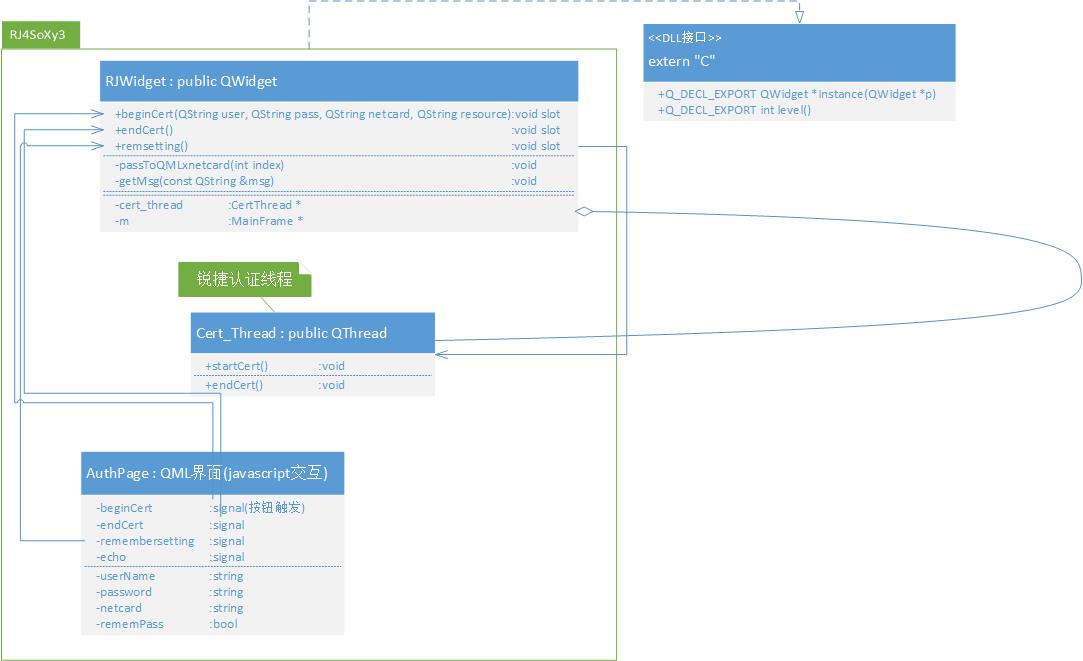 RJ4SoXy3
<<DLL接口>>
extern "C"
+Q_DECL_EXPORT QWidget *Instance(QWidget *p)
+Q_DECL_EXPORT int level()
RJWidget : public QWidget
+beginCert(QString user, QString pass, QString netcard, QString resource):void slot
+endCert() :void slot
+remsetting() :void slot
-passToQMLxnetcard(int index) :void
-getMsg(const QString &msg) :void
-cert_thread :CertThread *
-m :MainFrame *
锐捷认证线程
Cert_Thread : public QThread
+startCert() :void
+endCert() :void
AuthPage : QML界面(javascript交互)
-beginCert :signal(按钮触发)
-endCert :signal
-remembersetting :signal
-echo :signal
-userName :string
-password :string
-netcard :string
-rememPass :bool